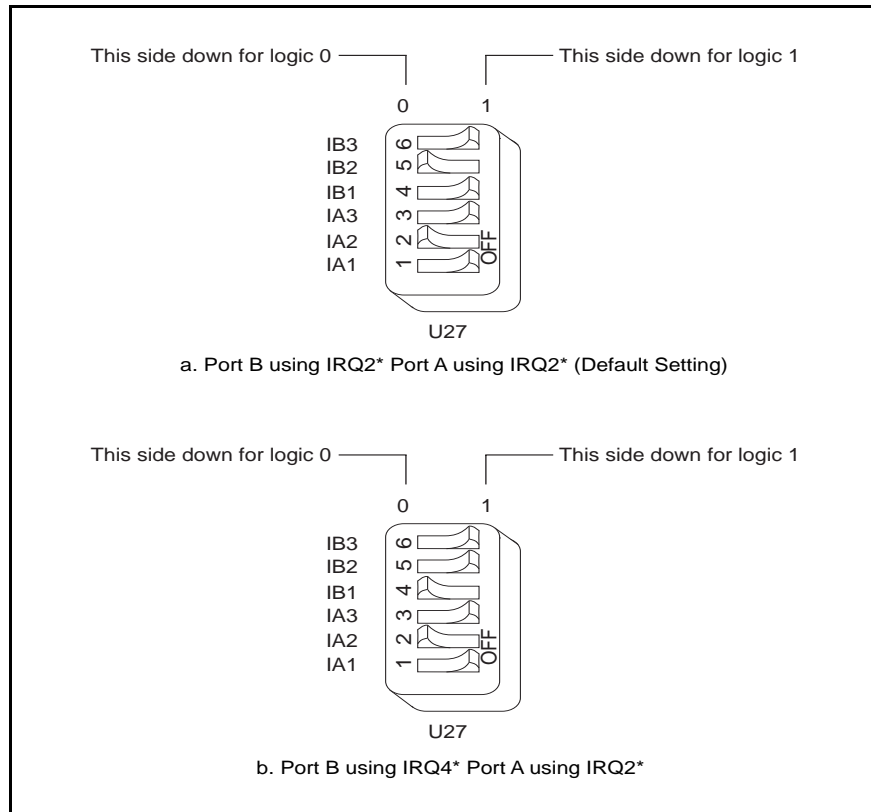 This side down for logic 0 This side down for logic 1
0 1
IB3 6
IB2 5
IB1 4
IA3 3
IA2 2
IA1 1 OFF
U27
a. Port B using IRQ2* Port A using IRQ2* (Default Setting)
This side down for logic 0 This side down for logic 1
0 1
IB3 6
IB2 5
IB1 4
IA3 3
IA2 2
IA1 1 OFF
U27
b. Port B using IRQ4* Port A using IRQ2*